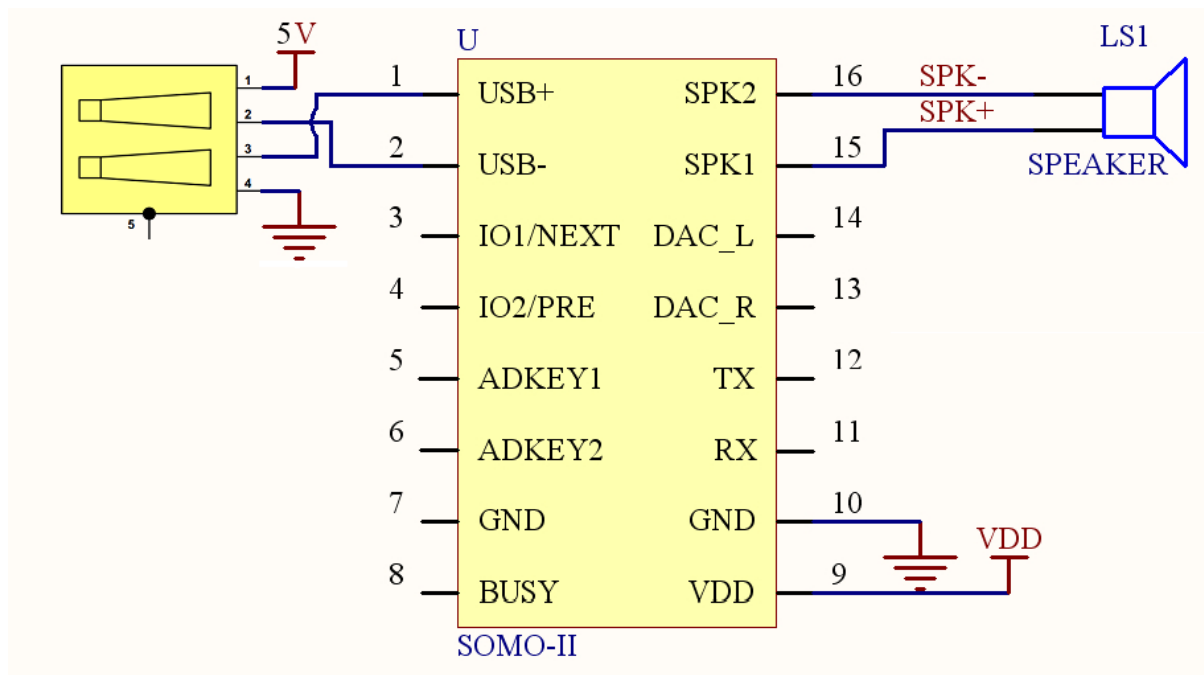 5V
1
2
3
4
5
U
1
USB+
2
USB-
3
IO1/NEXT
4
IO2/PRE
5
ADKEY1
6
ADKEY2
7
GND
8
BUSY
SPK2
16
SPK-
SPK1
15
SPK+
DAC_L
14
DAC_R
13
TX
12
RX
11
GND
10
VDD
9
VDD
LS1
SPEAKER
SOMO-II